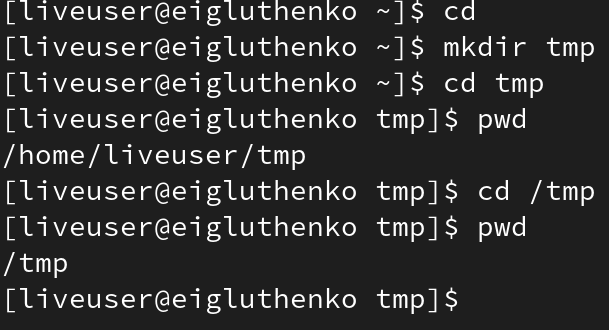 [liveuser@eigluthenko ~]$ cd
[liveuser@eigluthenko ~]$ mkdir tmp
[liveuser@eigluthenko ~]$ cd tmp
[liveuser@eigluthenko tmp]$ pwd
/home/liveuser/tmp
[liveuser@eigluthenko tmp]$ cd /tmp
[liveuser@eigluthenko tmp]$ pwd
/tmp
[liveuser@eigluthenko tmp]$